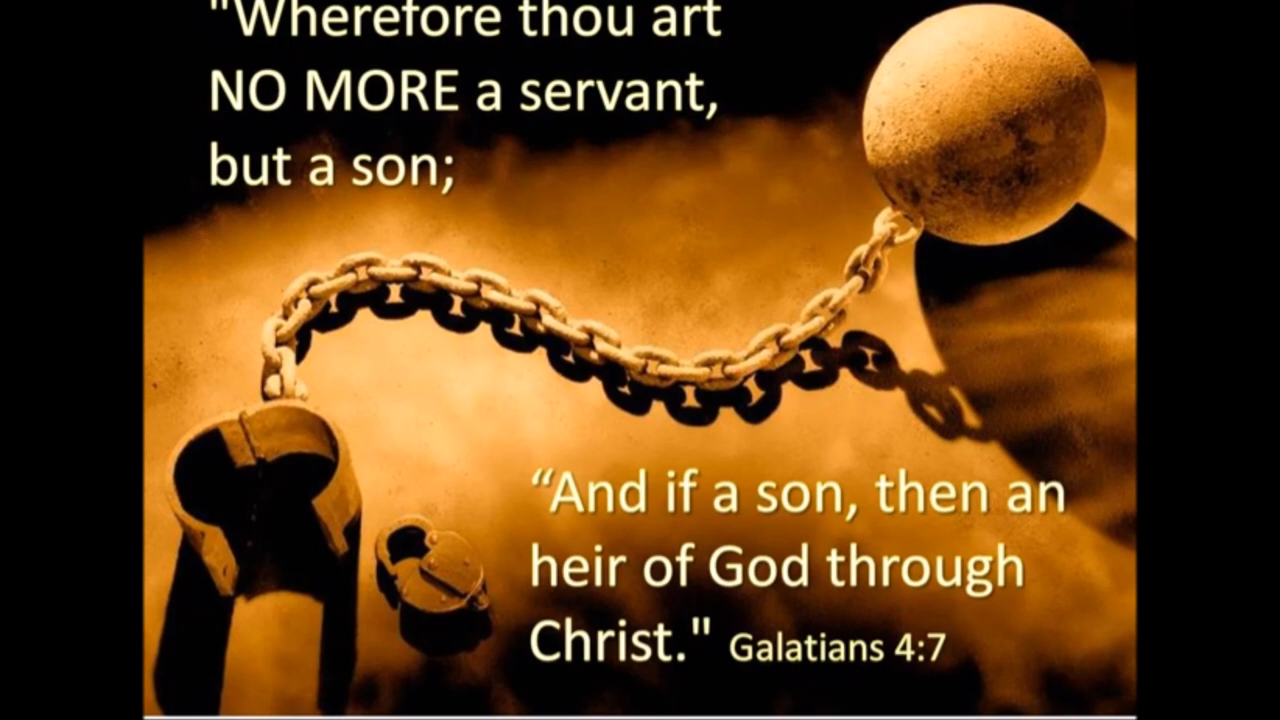 "Wherefore thou art
NO MORE a servant,
but a son;
“And if a son, then an
heir of God through
Christ." Galatians 4:7